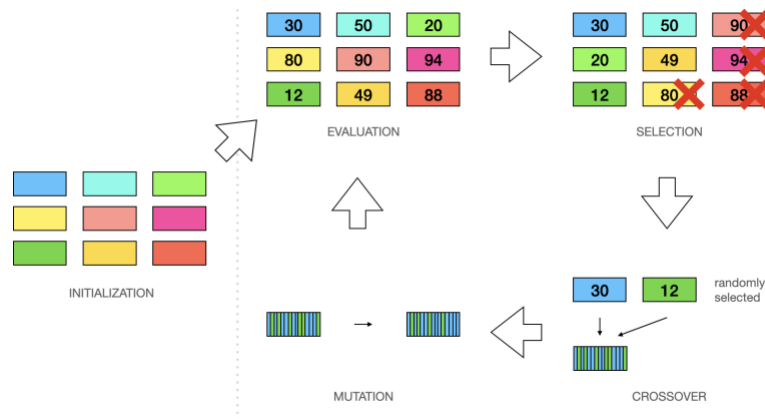 30 50 20
80 90 94
12 49 88
EVALUATION
30 50 90
20 49 94
12 80 88
SELECTION
INITIALIZATION
30 12
randomly
selected
MUTATION
CROSSOVER